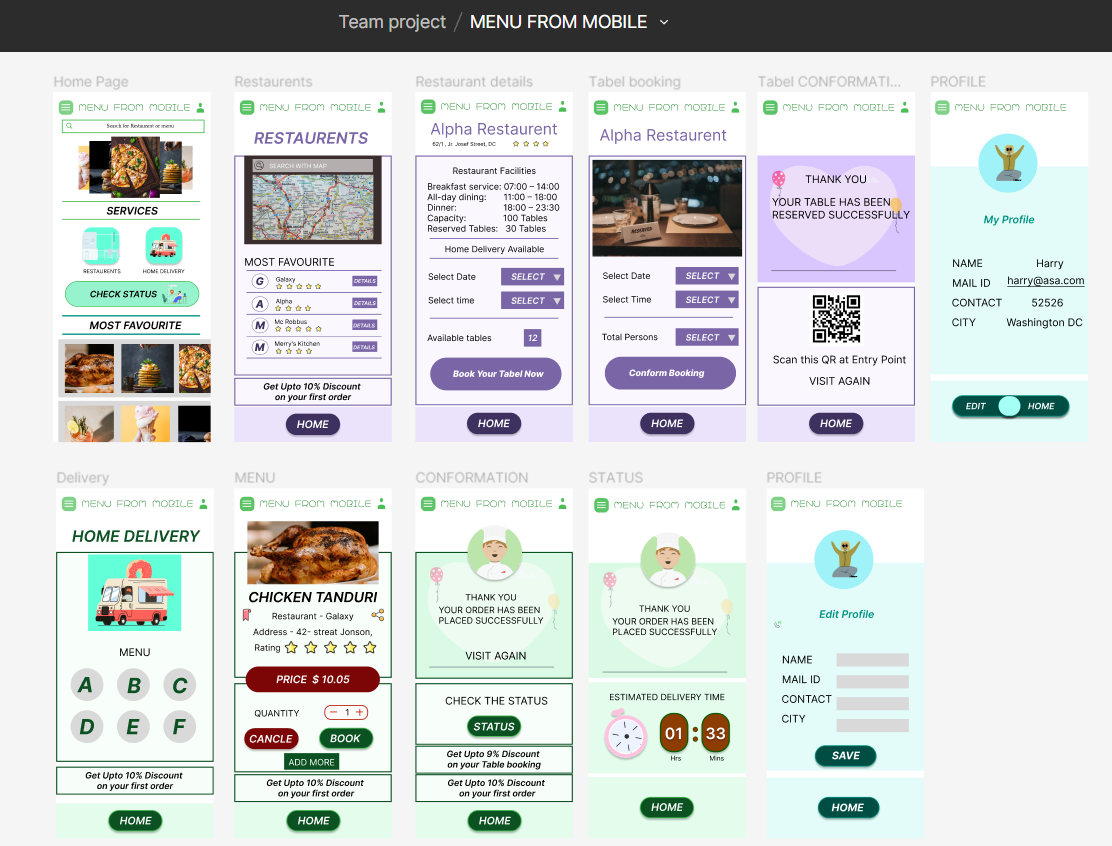 Team project / MENU FROM MOBILE
Home Page
MENU FROM MOBILE
Search for Restaurent or menu
SERVICES
RESTAURENTS HOME DELIVERY
CHECK STATUS
MOST FAVOURITE
Restaurents
MENU FROM MOBILE
RESTAURENTS
SEARCH WITH MAP
MOST FAVOURITE
G Galaxy DETAILS
A Alpha DETAILS
M Mc Robbus DETAILS
M Merry's Kitchen DETAILS
Get Upto 10% Discount
on your first order
HOME
Restaurant details
MENU FROM MOBILE
Alpha Restaurent
62/1 , Jr. Josef Street, DC
Restaurant Facilities
Breakfast service: 07:00 – 14:00
All-day dining: 11:00 – 18:00
Dinner: 18:00 – 23:30
Capacity: 100 Tables
Reserved Tables: 30 Tables
Home Delivery Available
Select Date SELECT
Select time SELECT
Available tables 12
Book Your Tabel Now
HOME
Tabel booking
MENU FROM MOBILE
Alpha Restaurent
RESERVED
Select Date SELECT
Select Time SELECT
Total Persons SELECT
Conform Booking
HOME
Tabel CONFORMATI...
MENU FROM MOBILE
THANK YOU
YOUR TABLE HAS BEEN
RESERVED SUCCESSFULLY
Scan this QR at Entry Point
VISIT AGAIN
HOME
PROFILE
MENU FROM MOBILE
My Profile
NAME Harry
MAIL ID harry@asa.com
CONTACT 52526
CITY Washington DC
EDIT HOME
Delivery
MENU FROM MOBILE
HOME DELIVERY
MENU
A B C
D E F
Get Upto 10% Discount
on your first order
HOME
MENU
MENU FROM MOBILE
CHICKEN TANDURI
Restaurant - Galaxy
Address - 42- streat Jonson,
Rating
PRICE $ 10.05
QUANTITY − 1 +
CANCLE BOOK
ADD MORE
Get Upto 10% Discount
on your first order
HOME
CONFORMATION
MENU FROM MOBILE
THANK YOU
YOUR ORDER HAS BEEN
PLACED SUCCESSFULLY
VISIT AGAIN
CHECK THE STATUS
STATUS
Get Upto 9% Discount
on your Table booking
Get Upto 10% Discount
on your first order
HOME
STATUS
MENU FROM MOBILE
THANK YOU
YOUR ORDER HAS BEEN
PLACED SUCCESSFULLY
ESTIMATED DELIVERY TIME
01 : 33
Hrs Mins
HOME
PROFILE
MENU FROM MOBILE
Edit Profile
NAME
MAIL ID
CONTACT
CITY
SAVE
HOME